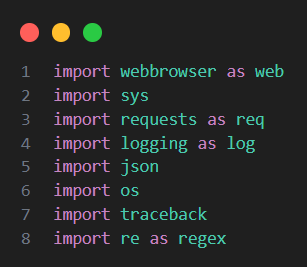 1 import webbrowser as web
2 import sys
3 import requests as req
4 import logging as log
5 import json
6 import os
7 import traceback
8 import re as regex